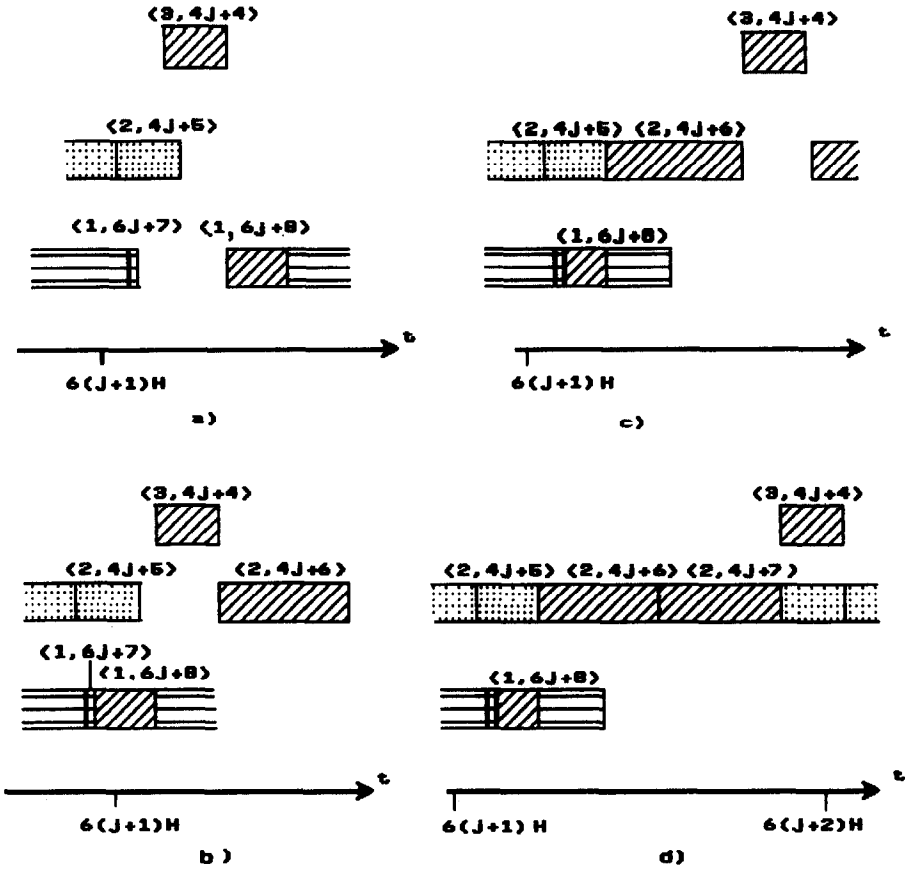 <3,4j+4>
<2,4j+5>
<1,6j+7> <1,6j+8>
t
6(j+1)H
a)
<3,4j+4>
<2,4j+5> <2,4j+6>
<1,6j+8>
t
6(j+1)H
c)
<3,4j+4>
<2,4j+5> <2,4j+6>
<1,6j+7>
<1,6j+8>
t
6(j+1)H
b)
<3,4j+4>
<2,4j+5> <2,4j+6> <2,4j+7>
<1,6j+8>
t
6(j+1)H 6(j+2)H
d)